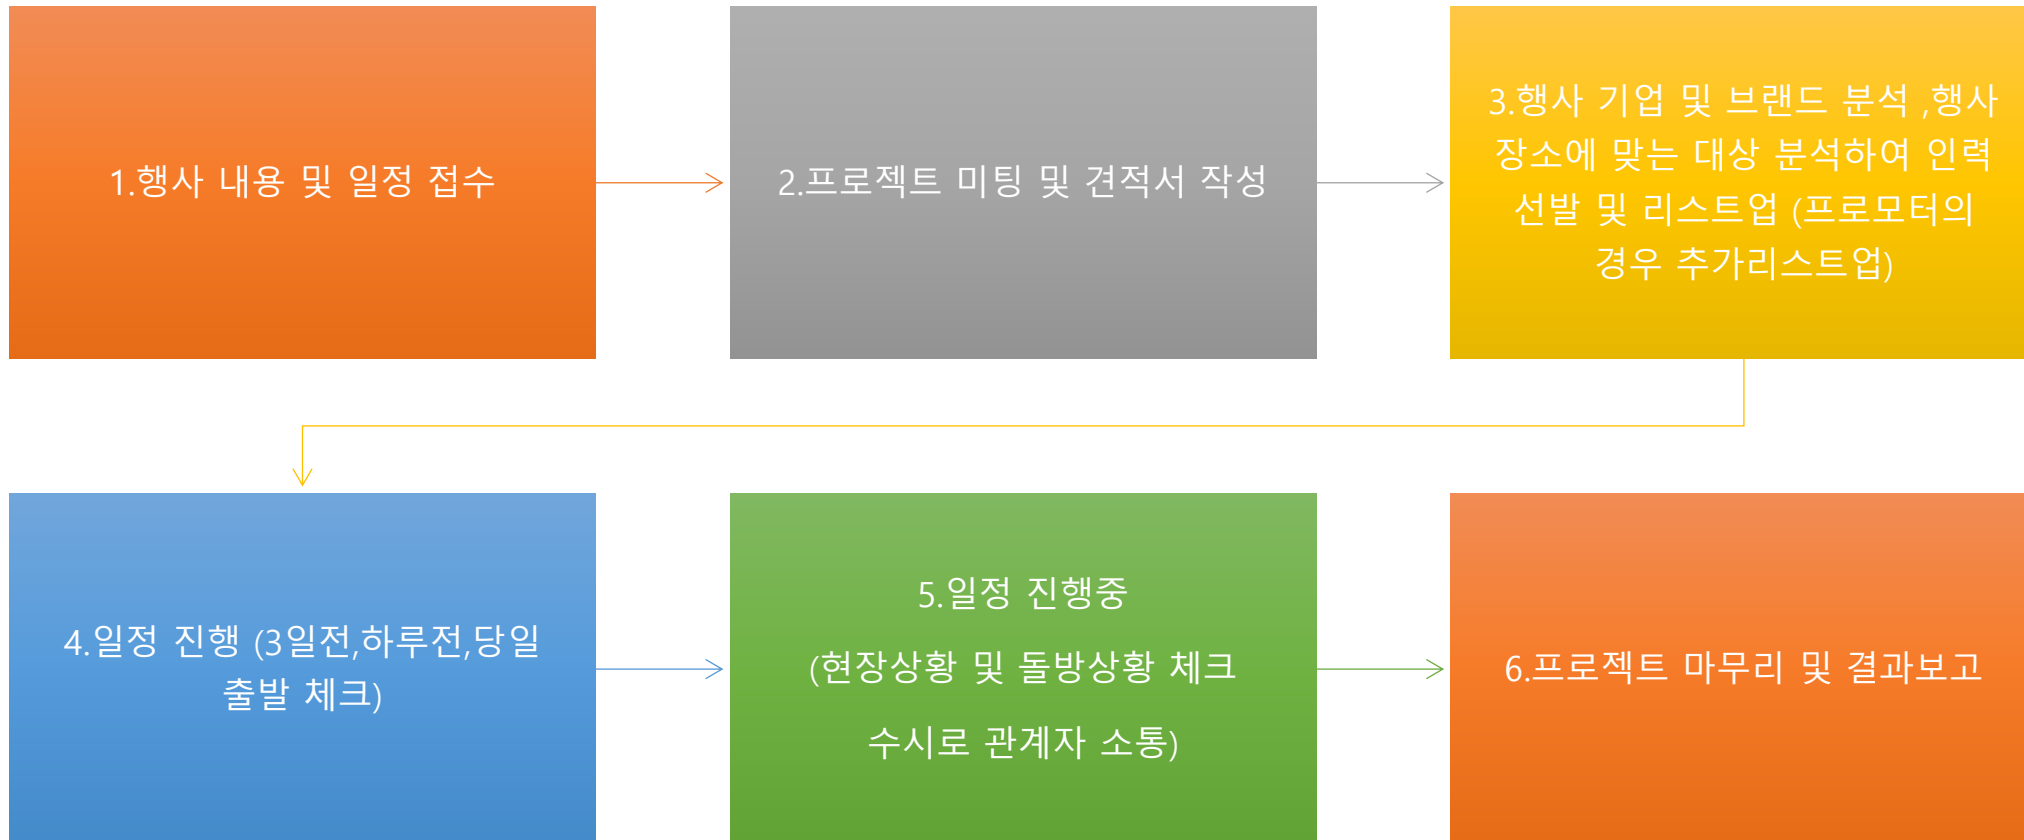 1.행사 내용 및 일정 접수
2.프로젝트 미팅 및 견적서 작성
3.행사 기업 및 브랜드 분석 ,행사
장소에 맞는 대상 분석하여 인력
선발 및 리스트업 (프로모터의
경우 추가리스트업)
4.일정 진행 (3일전,하루전,당일
출발 체크)
5.일정 진행중
(현장상황 및 돌방상황 체크
수시로 관계자 소통)
6.프로젝트 마무리 및 결과보고